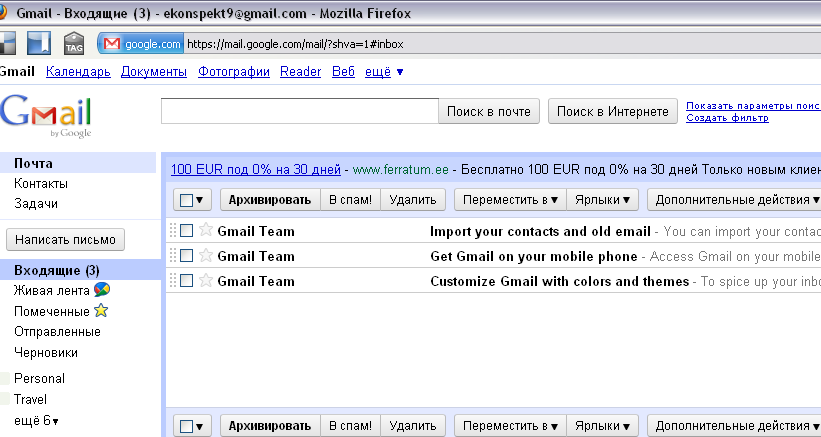 Gmail - Входящие (3) - ekonspekt9@gmail.com - Mozilla Firefox
TAG google.com https://mail.google.com/mail/?shva=1#inbox
Gmail Календарь Документы Фотографии Reader Веб ещё ▼
Gmail by Google
Поиск в почте Поиск в Интернете Показать параметры поис
Создать фильтр
Почта
Контакты
Задачи
Написать письмо
Входящие (3)
Живая лента
Помеченные
Отправленные
Черновики
Personal
Travel
ещё 6▼
100 EUR под 0% на 30 дней - www.ferratum.ee - Бесплатно 100 EUR под 0% на 30 дней Только новым клиен
Архивировать В спам! Удалить Переместить в ▼ Ярлыки ▼ Дополнительные действия ▼
Gmail Team Import your contacts and old email - You can import your contac
Gmail Team Get Gmail on your mobile phone - Access Gmail on your mobile
Gmail Team Customize Gmail with colors and themes - To spice up your inbo
Архивировать В спам! Удалить Переместить в ▼ Ярлыки ▼ Дополнительные действия ▼